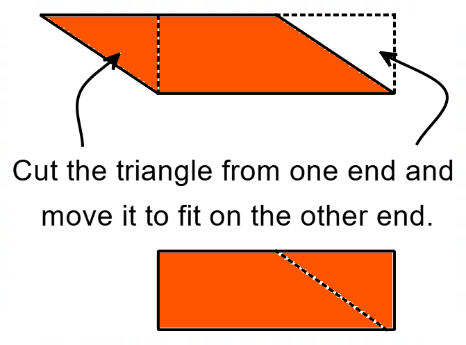 Cut the triangle from one end and
move it to fit on the other end.